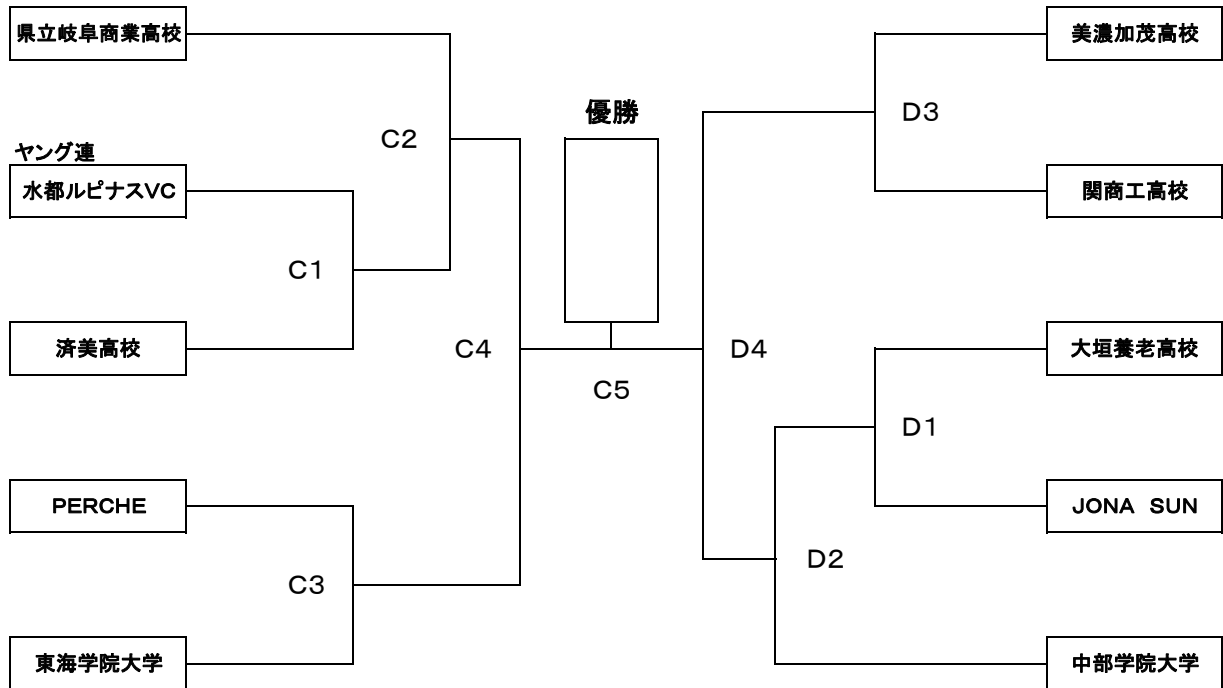 県立岐阜商業高校
美濃加茂高校
優勝
D3
C2
ヤング連
水都ルピナスVC
関商工高校
C1
済美高校
C4
D4
大垣養老高校
C5
D1
PERCHE
JONA　SUN
D2
C3
東海学院大学
中部学院大学